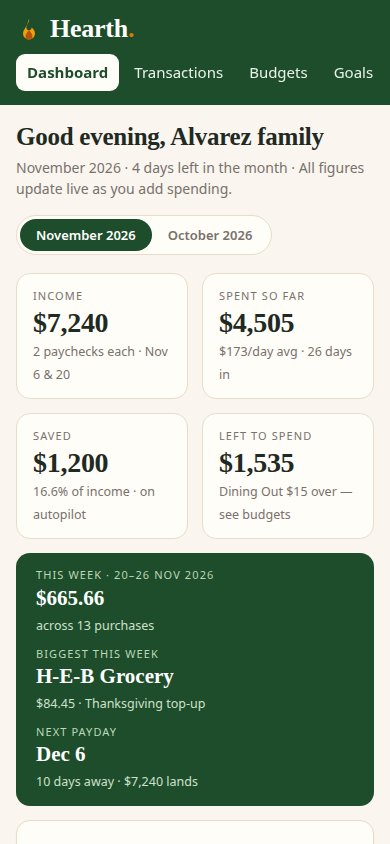 Hearth.
Dashboard Transactions Budgets Goals
Good evening, Alvarez family
November 2026 · 4 days left in the month · All figures
update live as you add spending.
November 2026 October 2026
INCOME
$7,240
2 paychecks each · Nov
6 & 20
SPENT SO FAR
$4,505
$173/day avg · 26 days
in
SAVED
$1,200
16.6% of income · on
autopilot
LEFT TO SPEND
$1,535
Dining Out $15 over —
see budgets
THIS WEEK · 20–26 NOV 2026
$665.66
across 13 purchases
BIGGEST THIS WEEK
H-E-B Grocery
$84.45 · Thanksgiving top-up
NEXT PAYDAY
Dec 6
10 days away · $7,240 lands